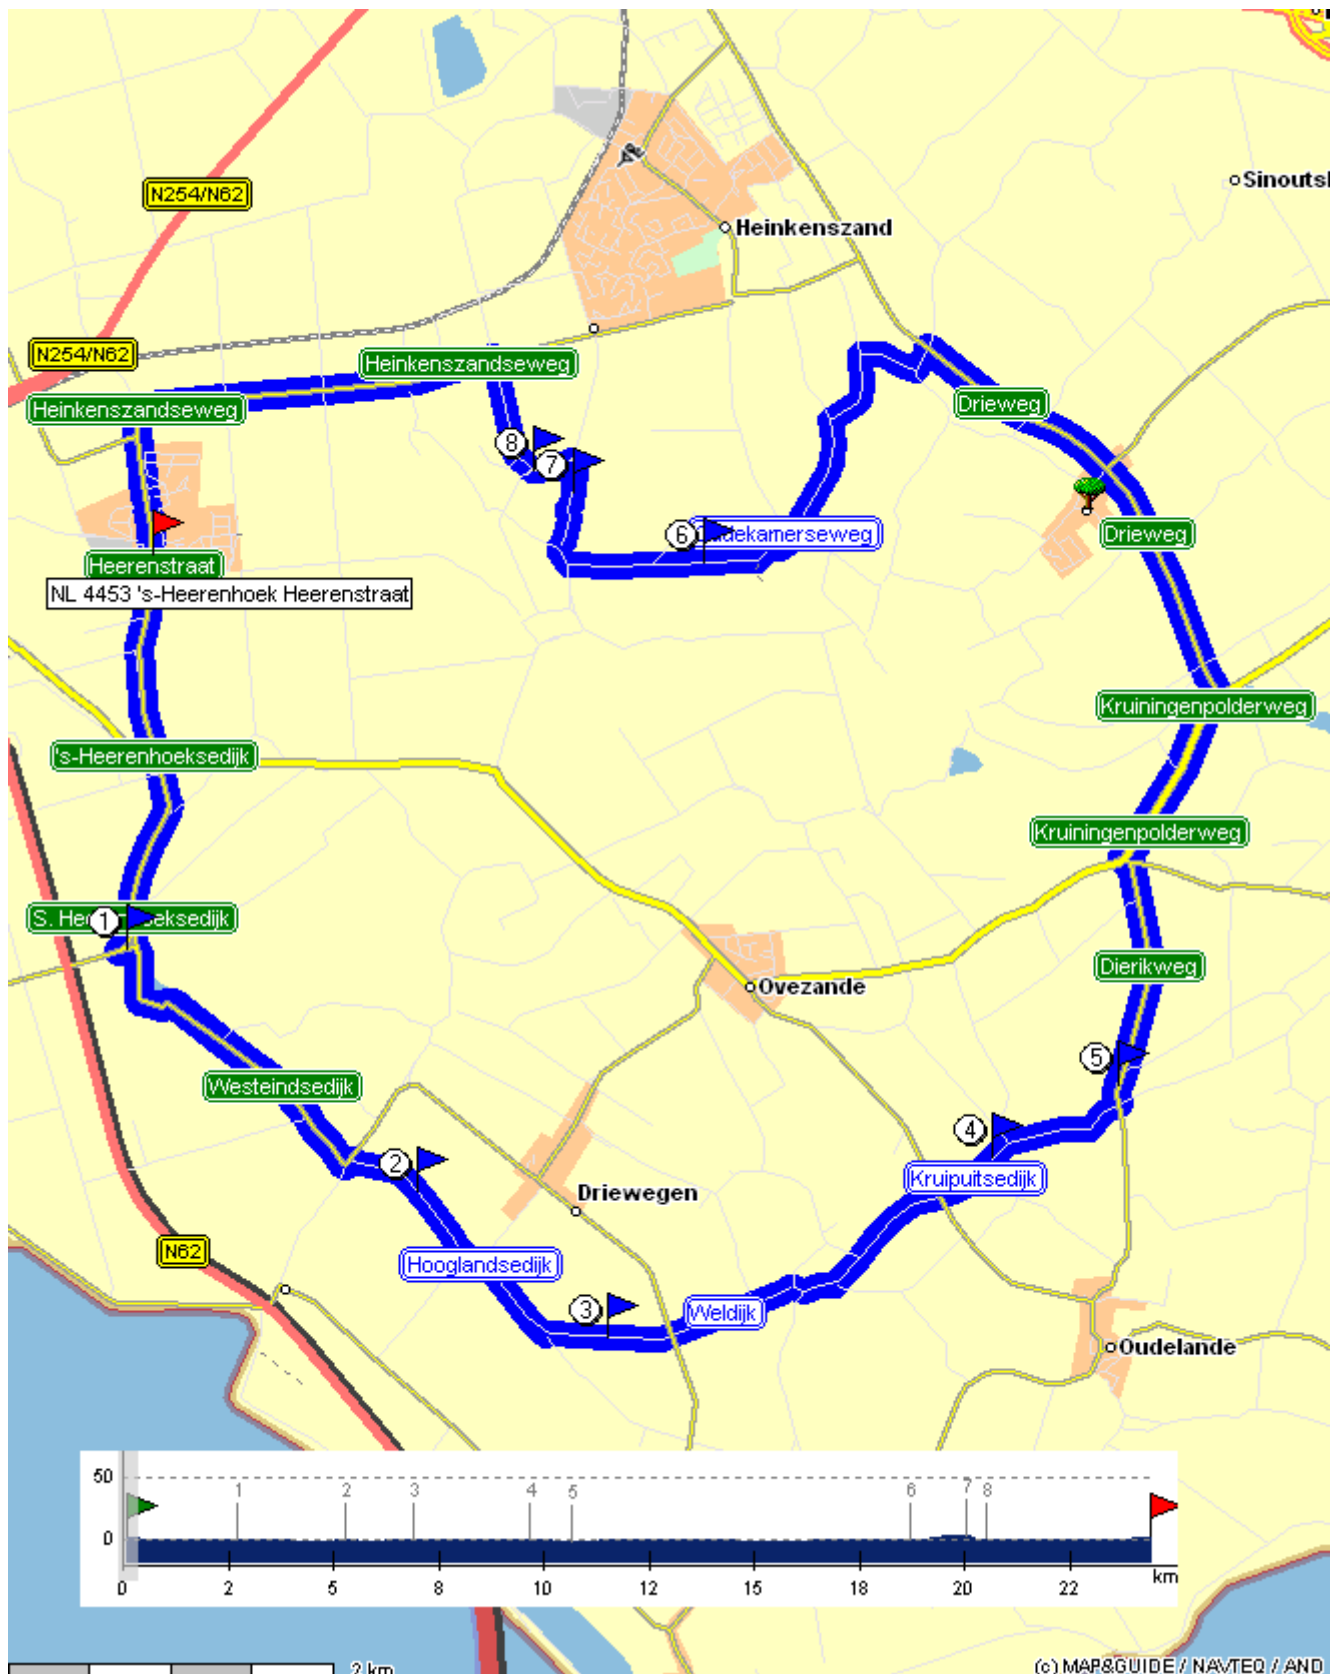 N254/N62
Sinoutsk
Heinkenszand
N254/N62
Heinkenszandseweg
Heinkenszandseweg
Drieweg
8
7
6
Drieweg
Heerenstraat
NL 4453 's-Heerenhoek Heerenstraat
Kruiningenpolderweg
's-Heerenhoeksedijk
Kruiningenpolderweg
1
Dierikweg
Ovezande
5
Westeindsedijk
4
2
Kruipuitsedijk
Driewegen
N62
Hooglandsedijk
3
Weldijk
Oudelande
50
1 2 3 4 5 6 7 8
0
km
0 2 5 8 10 12 15 18 20 22
2 km
(c) MAP&GUIDE / NAVTEQ / AND